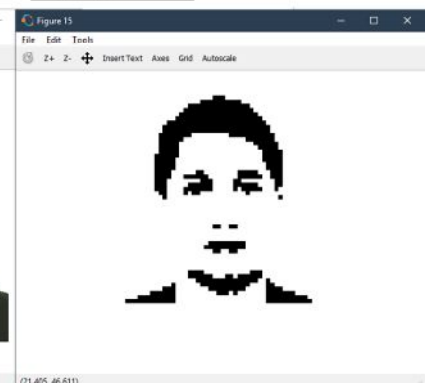 Figure 15
File Edit Tools
Z+ Z- Insert Text Axes Grid Autoscale
(21.405, 46.611)